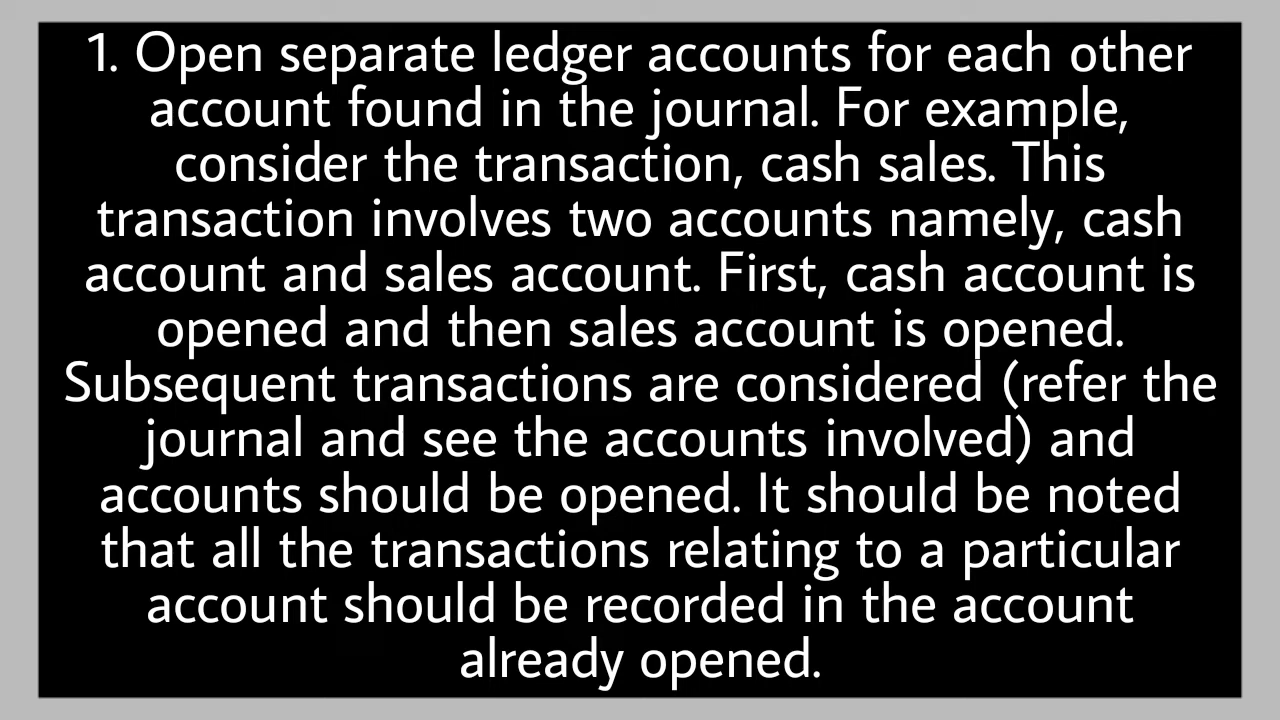 1. Open separate ledger accounts for each other
account found in the journal. For example,
consider the transaction, cash sales. This
transaction involves two accounts namely, cash
account and sales account. First, cash account is
opened and then sales account is opened.
Subsequent transactions are considered (refer the
journal and see the accounts involved) and
accounts should be opened. It should be noted
that all the transactions relating to a particular
account should be recorded in the account
already opened.